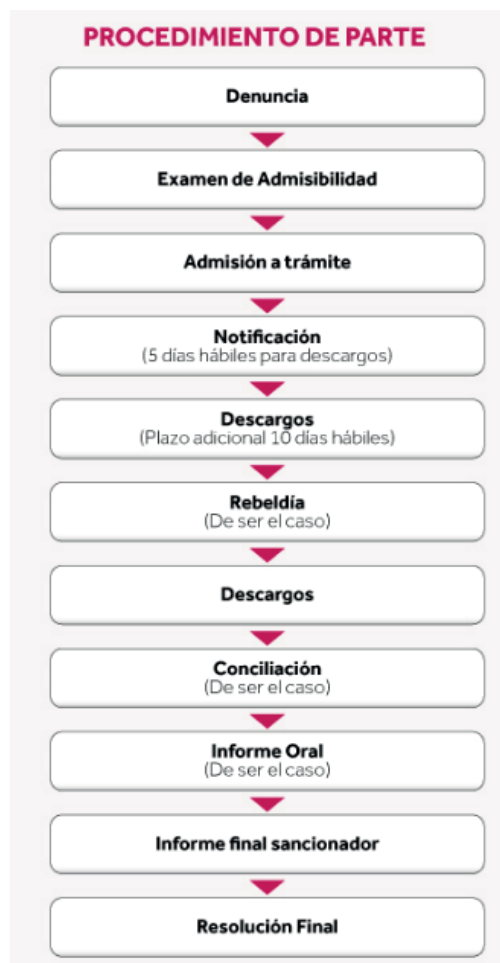 PROCEDIMIENTO DE PARTE
Denuncia
Examen de Admisibilidad
Admisión a trámite
Notificación
(5 días hábiles para descargos)
Descargos
(Plazo adicional 10 días hábiles)
Rebeldía
(De ser el caso)
Descargos
Conciliación
(De ser el caso)
Informe Oral
(De ser el caso)
Informe final sancionador
Resolución Final